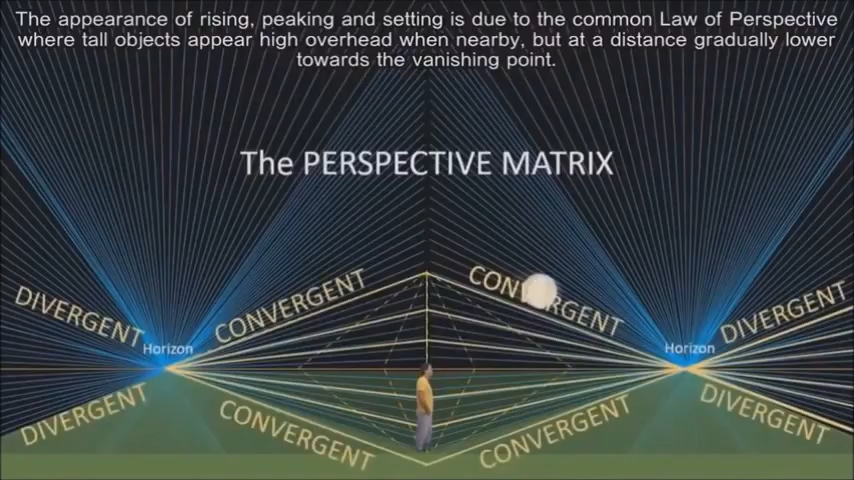 The appearance of rising, peaking and setting is due to the common Law of Perspective
where tall objects appear high overhead when nearby, but at a distance gradually lower
towards the vanishing point.
The PERSPECTIVE MATRIX
DIVERGENT
CONVERGENT
CONVERGENT
DIVERGENT
Horizon
Horizon
DIVERGENT
CONVERGENT
CONVERGENT
DIVERGENT